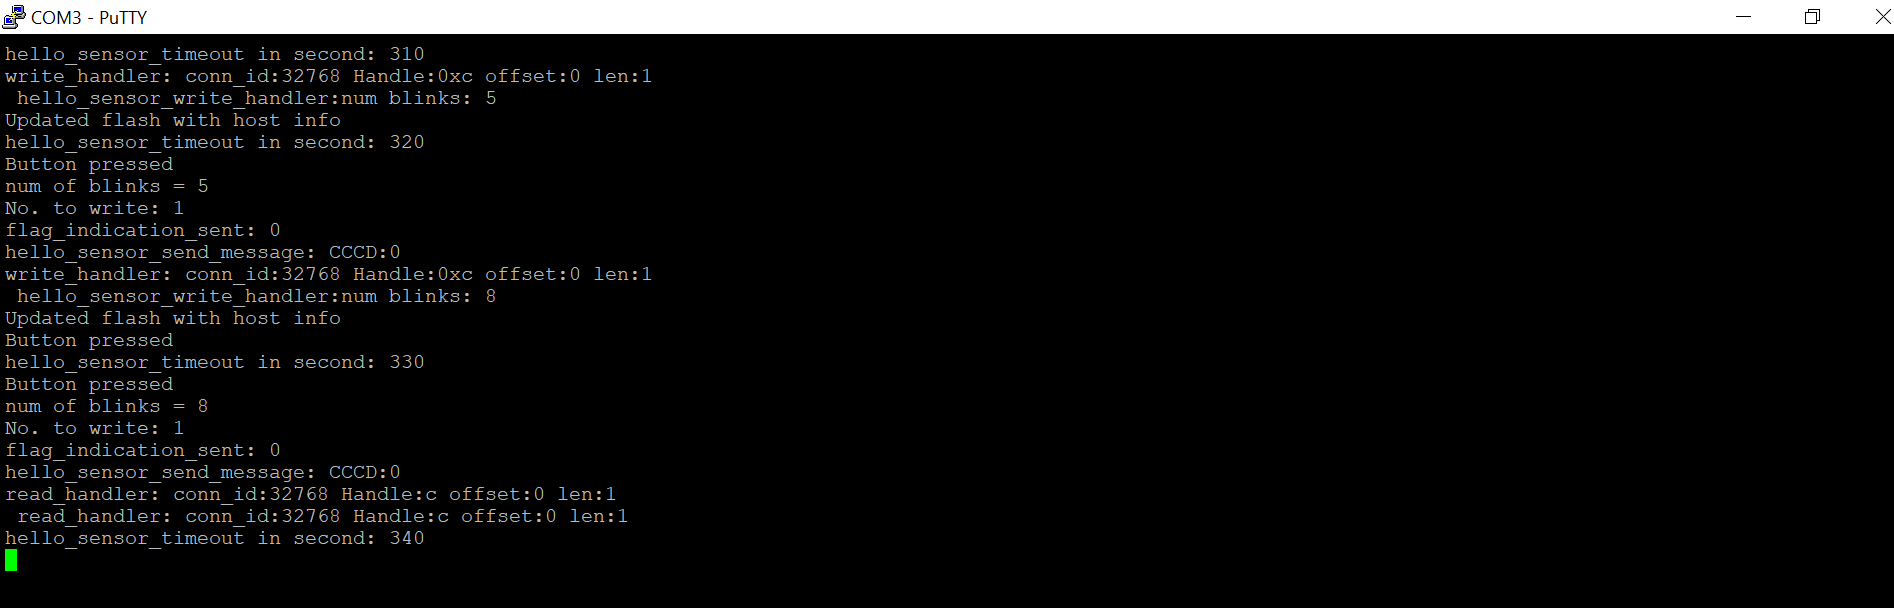 COM3 - PuTTY
hello_sensor_timeout in second: 310
write_handler: conn_id:32768 Handle:0xc offset:0 len:1
 hello_sensor_write_handler:num blinks: 5
Updated flash with host info
hello_sensor_timeout in second: 320
Button pressed
num of blinks = 5
No. to write: 1
flag_indication_sent: 0
hello_sensor_send_message: CCCD:0
write_handler: conn_id:32768 Handle:0xc offset:0 len:1
 hello_sensor_write_handler:num blinks: 8
Updated flash with host info
Button pressed
hello_sensor_timeout in second: 330
Button pressed
num of blinks = 8
No. to write: 1
flag_indication_sent: 0
hello_sensor_send_message: CCCD:0
read_handler: conn_id:32768 Handle:c offset:0 len:1
 read_handler: conn_id:32768 Handle:c offset:0 len:1
hello_sensor_timeout in second: 340